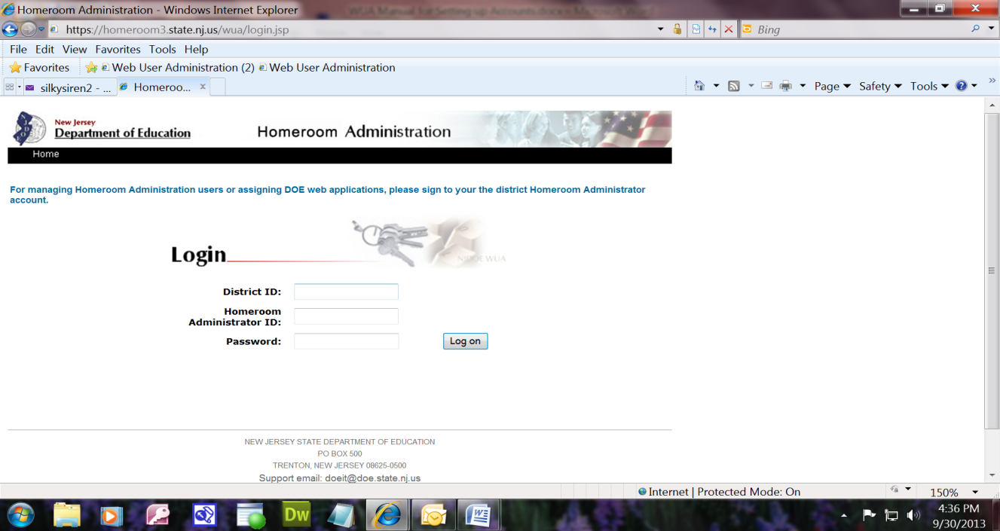 Homeroom Administration - Windows Internet Explorer
WUA Manual for Setting up Accounts
Microsoft Word
https://homeroom3.state.nj.us/wua/login.jsp
Bing
File Edit View Favorites Tools Help
Favorites Web User Administration (2) Web User Administration
silkysiren2 - ... Homeroo... x
Page Safety Tools
New Jersey
Department of Education
Homeroom Administration
Home
For managing Homeroom Administration users or assigning DOE web applications, please sign to your the district Homeroom Administrator
account.
Login
NJDOE WUA
District ID:
Homeroom
Administrator ID:
Password:
Log on
NEW JERSEY STATE DEPARTMENT OF EDUCATION
PO BOX 500
TRENTON, NEW JERSEY 08625-0500
Support email: doeit@doe.state.nj.us
Internet | Protected Mode: On
150%
Dw
4:36 PM
9/30/2013